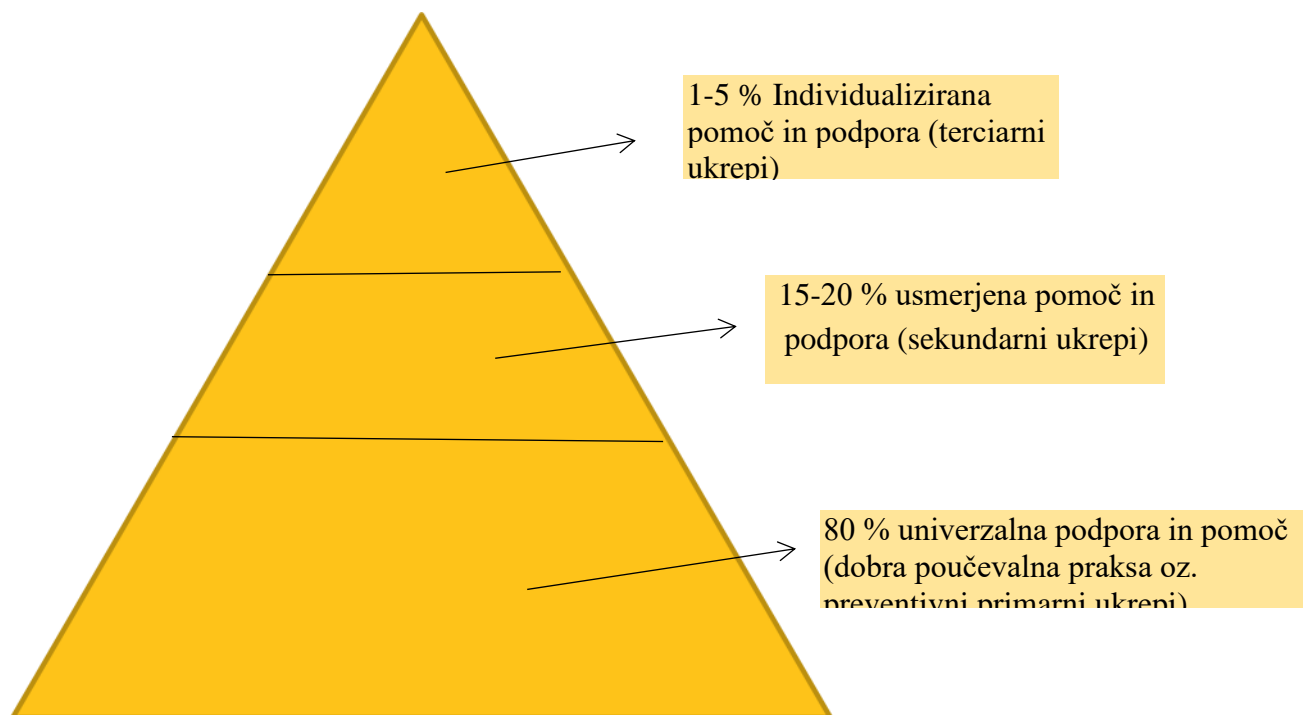 1-5 % Individualizirana
pomoč in podpora (terciarni
ukrepi)
15-20 % usmerjena pomoč in
podpora (sekundarni ukrepi)
80 % univerzalna podpora in pomoč
(dobra poučevalna praksa oz.
preventivni primarni ukrepi)